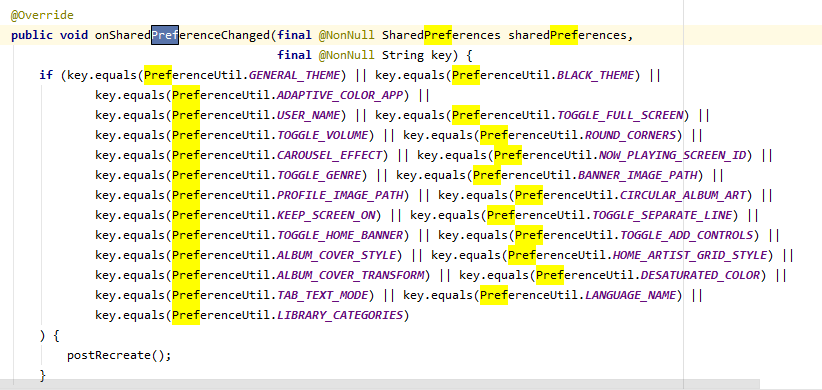 @Override
public void onSharedPreferenceChanged(final @NonNull SharedPreferences sharedPreferences,
final @NonNull String key) {
if (key.equals(PreferenceUtil.GENERAL_THEME) || key.equals(PreferenceUtil.BLACK_THEME) ||
key.equals(PreferenceUtil.ADAPTIVE_COLOR_APP) ||
key.equals(PreferenceUtil.USER_NAME) || key.equals(PreferenceUtil.TOGGLE_FULL_SCREEN) ||
key.equals(PreferenceUtil.TOGGLE_VOLUME) || key.equals(PreferenceUtil.ROUND_CORNERS) ||
key.equals(PreferenceUtil.CAROUSEL_EFFECT) || key.equals(PreferenceUtil.NOW_PLAYING_SCREEN_ID) ||
key.equals(PreferenceUtil.TOGGLE_GENRE) || key.equals(PreferenceUtil.BANNER_IMAGE_PATH) ||
key.equals(PreferenceUtil.PROFILE_IMAGE_PATH) || key.equals(PreferenceUtil.CIRCULAR_ALBUM_ART) ||
key.equals(PreferenceUtil.KEEP_SCREEN_ON) || key.equals(PreferenceUtil.TOGGLE_SEPARATE_LINE) ||
key.equals(PreferenceUtil.TOGGLE_HOME_BANNER) || key.equals(PreferenceUtil.TOGGLE_ADD_CONTROLS) ||
key.equals(PreferenceUtil.ALBUM_COVER_STYLE) || key.equals(PreferenceUtil.HOME_ARTIST_GRID_STYLE) ||
key.equals(PreferenceUtil.ALBUM_COVER_TRANSFORM) || key.equals(PreferenceUtil.DESATURATED_COLOR) ||
key.equals(PreferenceUtil.TAB_TEXT_MODE) || key.equals(PreferenceUtil.LANGUAGE_NAME) ||
key.equals(PreferenceUtil.LIBRARY_CATEGORIES)
) {
postRecreate();
}